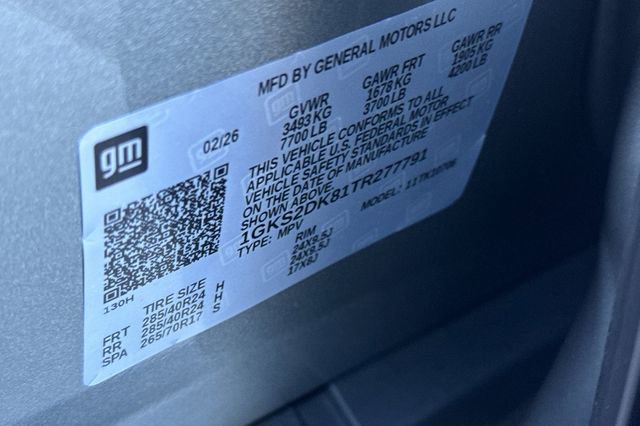 MFD BY GENERAL MOTORS LLC
gm
02/26
GVWR GAWR FRT GAWR RR
3493 KG 1678 KG 1905 KG
7700 LB 3700 LB 4200 LB
THIS VEHICLE CONFORMS TO ALL
APPLICABLE U.S. FEDERAL MOTOR
VEHICLE SAFETY STANDARDS IN EFFECT
ON THE DATE OF MANUFACTURE
SHOWN ABOVE.
1GKS2DK81TR277791
TYPE: MPV MODEL: 11TK10706
130H
TIRE SIZE RIM
FRT 285/40R24 H 24X9.5J
RR 285/40R24 H 24X9.5J
SPA 265/70R17 S 17X8J